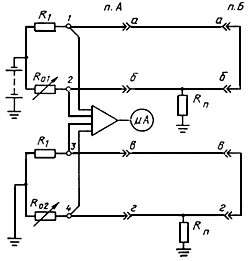 п. А п. Б
R1 1 а а
Rо1 2 б б
μA Rп
R1 3 в в
Rо2 4 г г
Rп